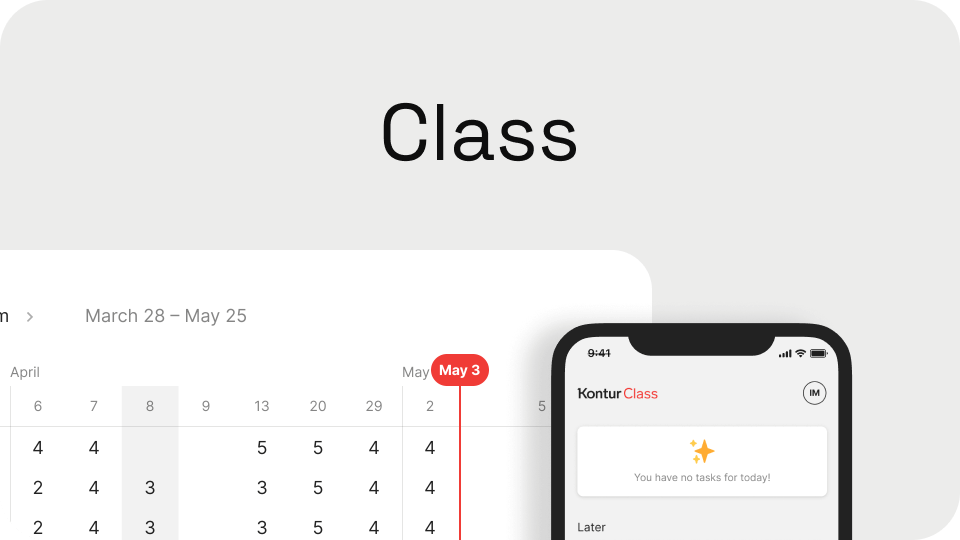 Class
m > March 28 – May 25
April May May 3
6 7 8 9 13 20 29 2 5
4 4 5 5 4 4
2 4 3 3 5 4 4
2 4 3 3 5 4 4
9:41
Kontur Class IM
You have no tasks for today!
Later